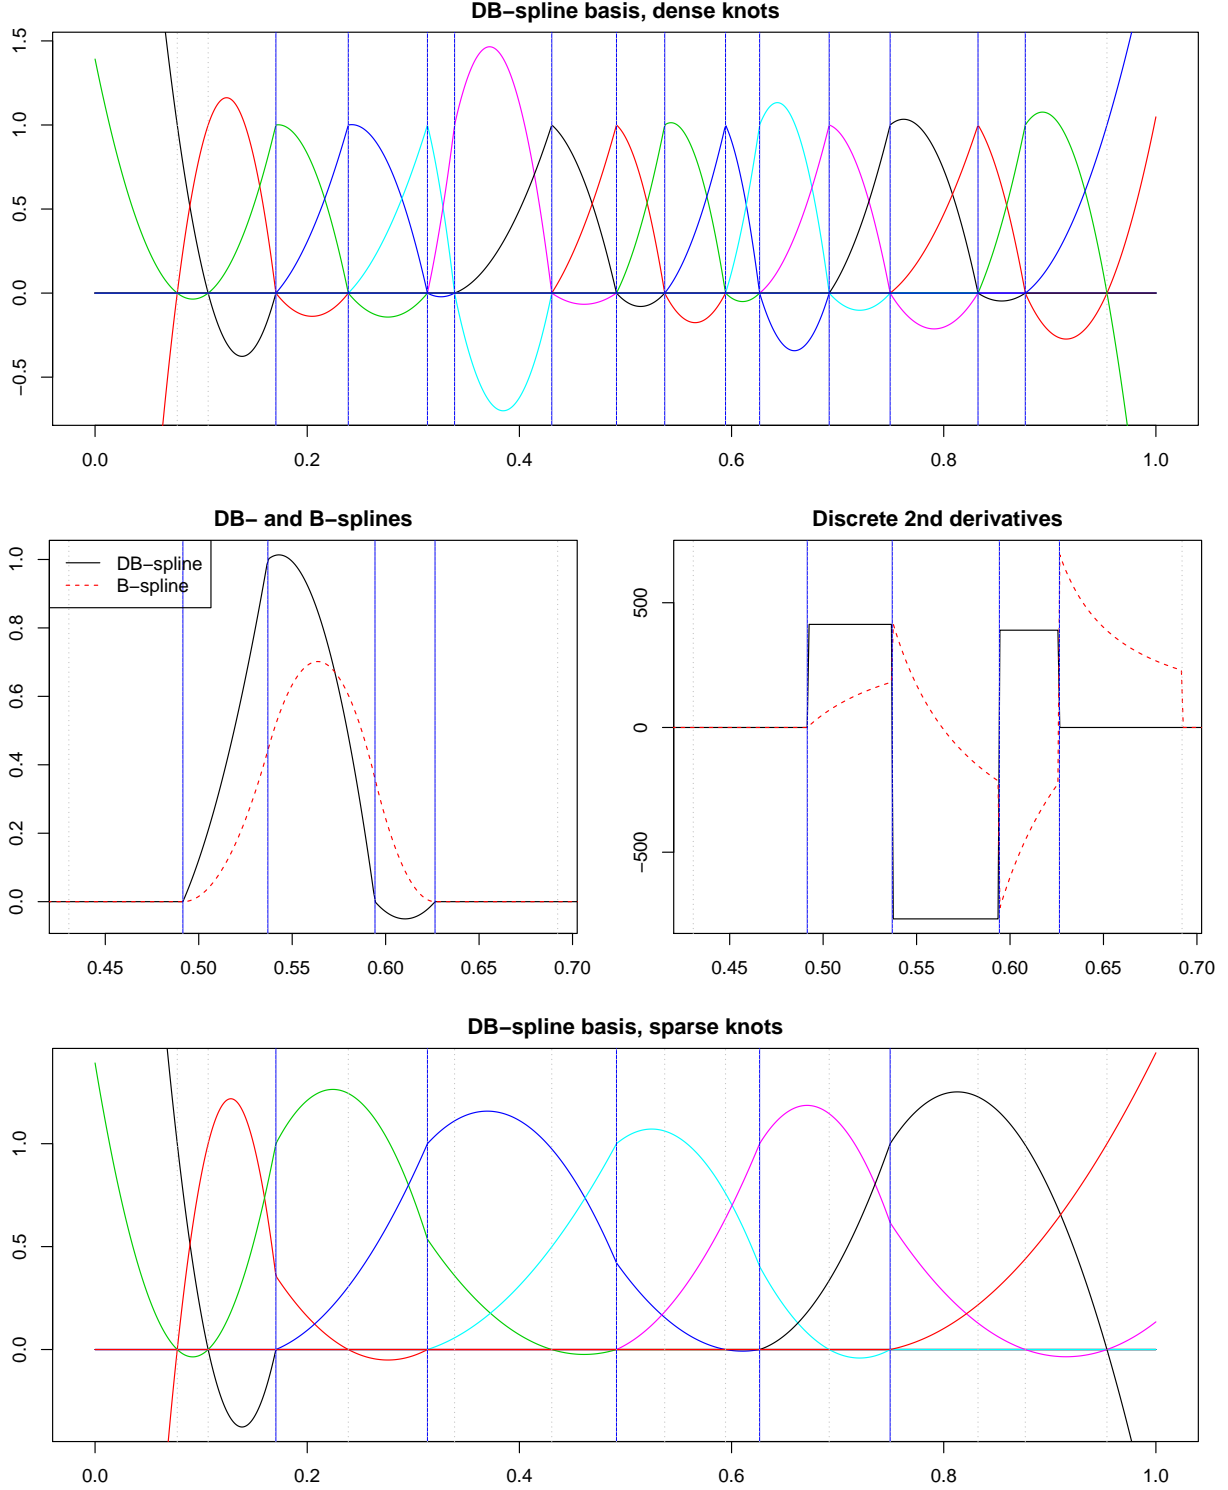 DB−spline basis, dense knots
1.5
1.0
0.5
0.0
−0.5
0.0 0.2 0.4 0.6 0.8 1.0
DB− and B−splines
DB−spline
B−spline
1.0
0.8
0.6
0.4
0.2
0.0
0.45 0.50 0.55 0.60 0.65 0.70
Discrete 2nd derivatives
500
0
−500
0.45 0.50 0.55 0.60 0.65 0.70
DB−spline basis, sparse knots
1.0
0.5
0.0
0.0 0.2 0.4 0.6 0.8 1.0